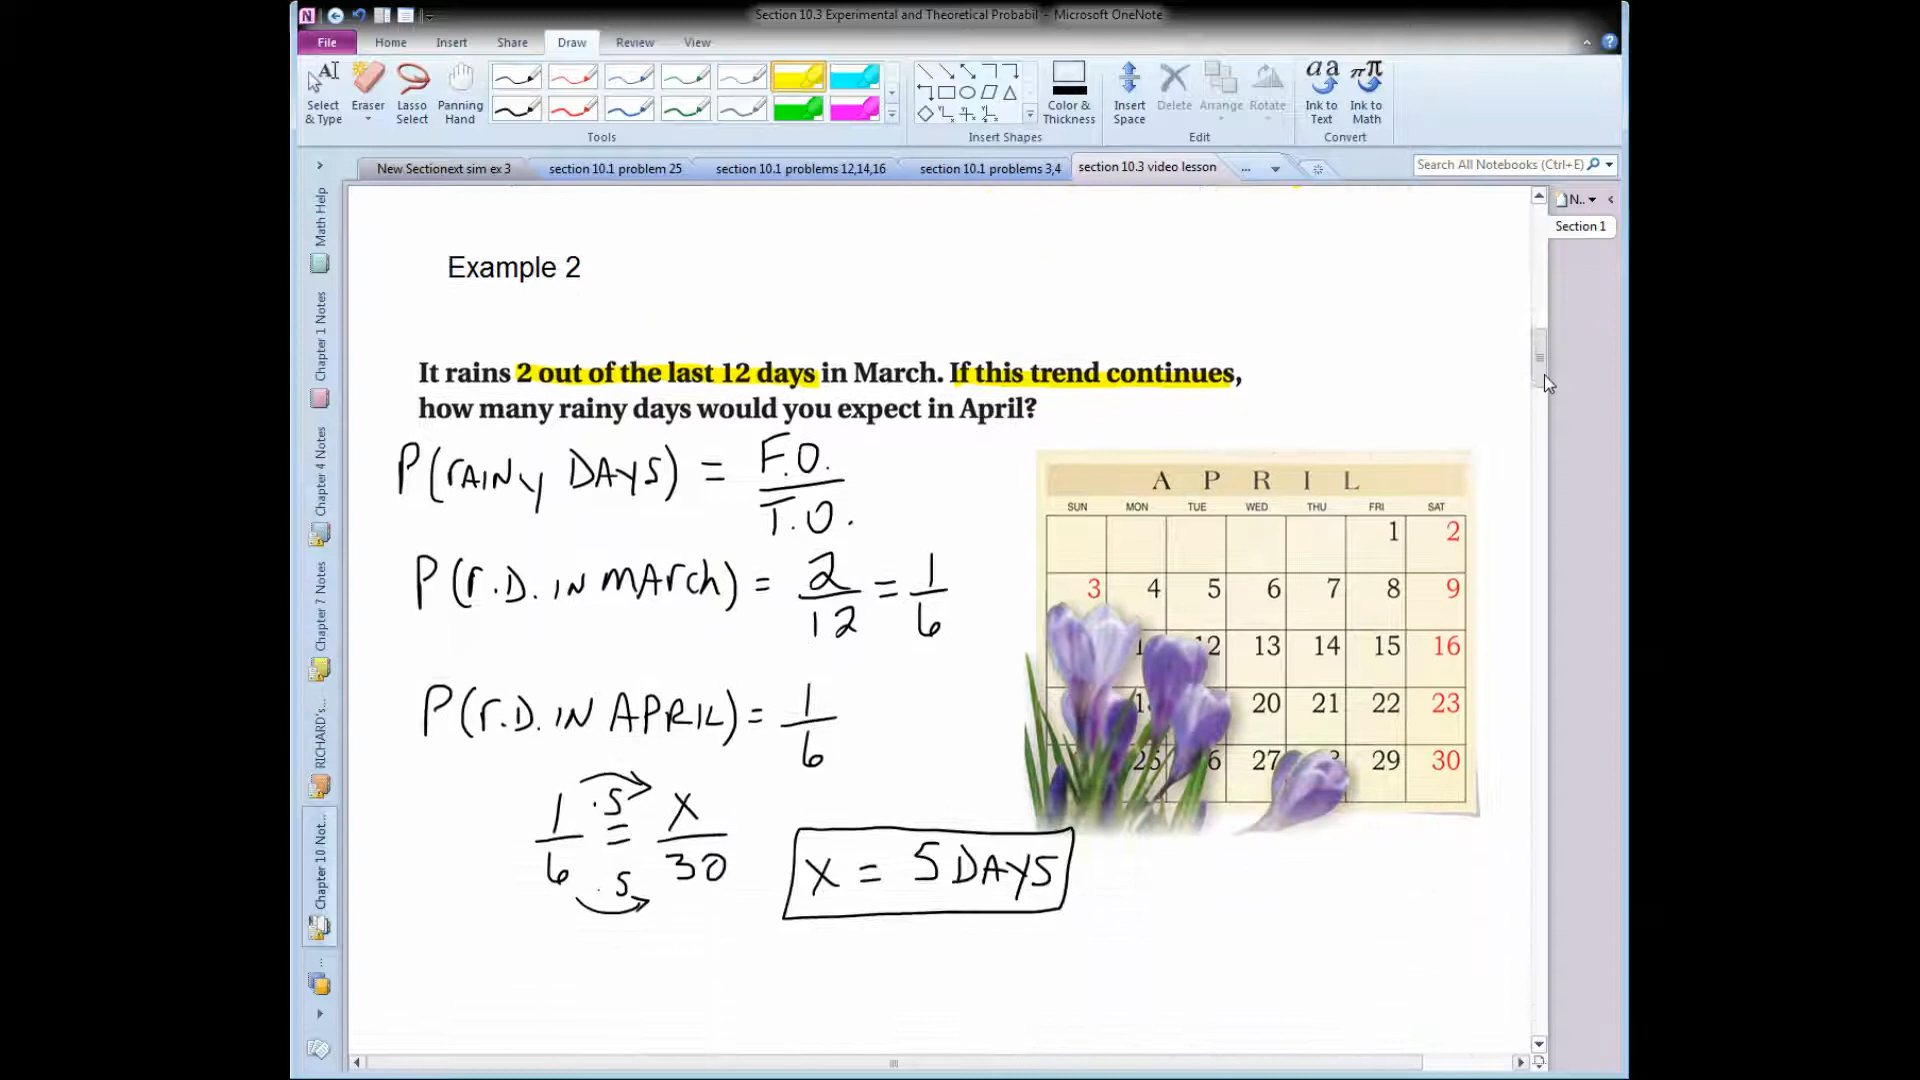 Section 10.3 Experimental and Theoretical Probabil - Microsoft OneNote
File Home Insert Share Draw Review View
Select & Type
Eraser
Lasso Select
Panning Hand
Color & Thickness
Insert Space
Delete
Arrange
Rotate
Ink to Text
Ink to Math
Tools
Insert Shapes
Edit
Convert
New Sectionext sim ex 3
section 10.1 problem 25
section 10.1 problems 12,14,16
section 10.1 problems 3,4
section 10.3 video lesson
...
Search All Notebooks (Ctrl+E)
N..
Section 1
Math Help
Chapter 1 Notes
Chapter 4 Notes
Chapter 7 Notes
RICHARD's...
Chapter 10 Not...
Example 2
It rains 2 out of the last 12 days in March. If this trend continues,
how many rainy days would you expect in April?
P(rAINy DAyS) = F.O. / T.O.
P(r.D. IN mArch) = 2/12 = 1/6
P(r.D. IN APRIL) = 1/6
·5
1/6 = x/30
·5
x = 5 DAYS
APRIL
SUN MON TUE WED THU FRI SAT
1 2
3 4 5 6 7 8 9
12 13 14 15 16
20 21 22 23
27 29 30